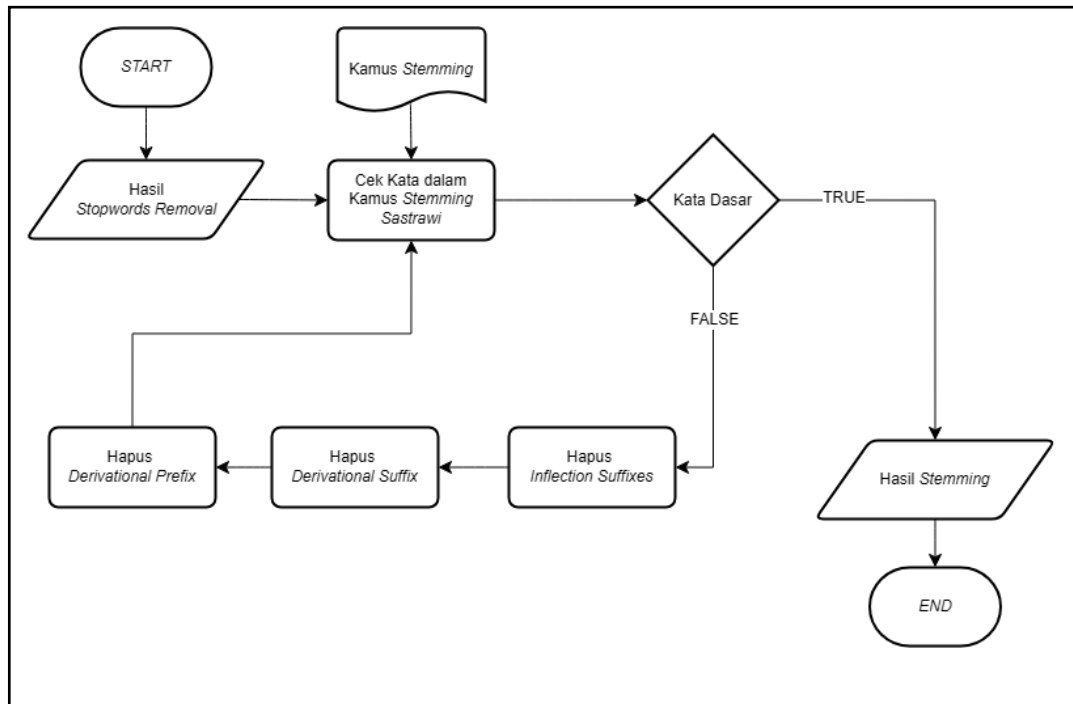 START
Kamus Stemming
Hasil
Stopwords Removal
Cek Kata dalam
Kamus Stemming
Sastrawi
Kata Dasar
TRUE
FALSE
Hapus
Derivational Prefix
Hapus
Derivational Suffix
Hapus
Inflection Suffixes
Hasil Stemming
END